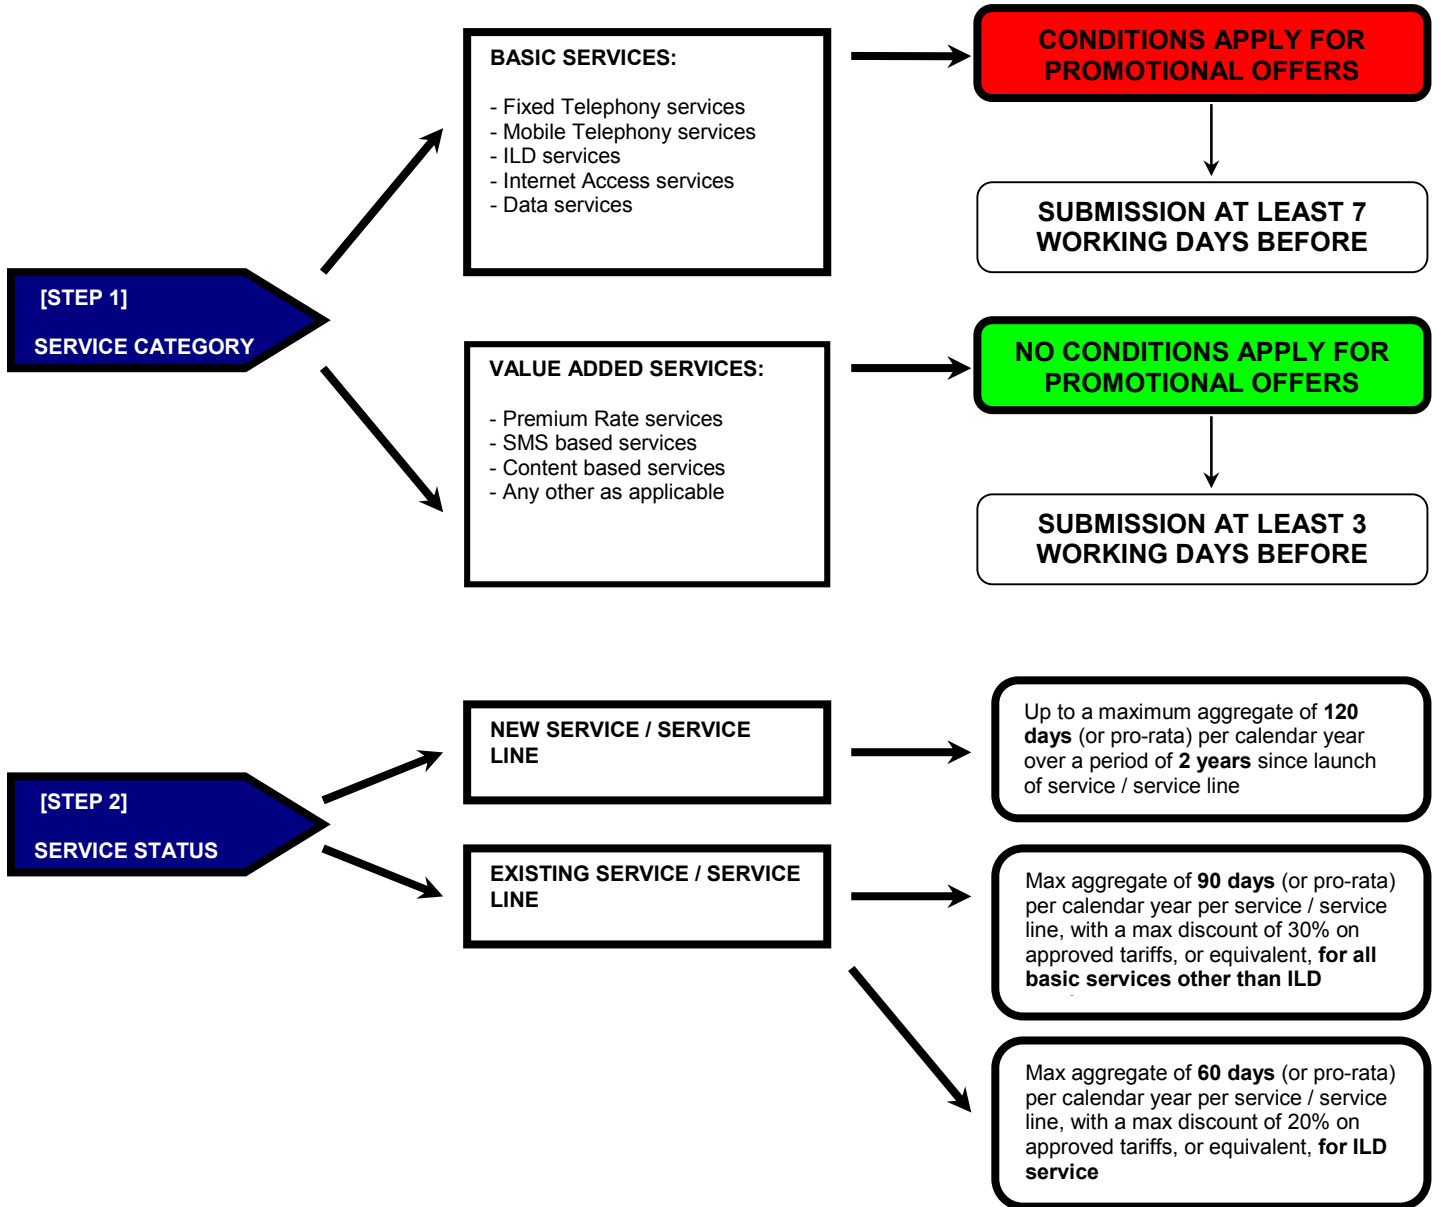 BASIC SERVICES:
- Fixed Telephony services
- Mobile Telephony services
- ILD services
- Internet Access services
- Data services
CONDITIONS APPLY FOR
PROMOTIONAL OFFERS
SUBMISSION AT LEAST 7
WORKING DAYS BEFORE
[STEP 1]
SERVICE CATEGORY
VALUE ADDED SERVICES:
- Premium Rate services
- SMS based services
- Content based services
- Any other as applicable
NO CONDITIONS APPLY FOR
PROMOTIONAL OFFERS
SUBMISSION AT LEAST 3
WORKING DAYS BEFORE
[STEP 2]
SERVICE STATUS
NEW SERVICE / SERVICE
LINE
Up to a maximum aggregate of 120
days (or pro-rata) per calendar year
over a period of 2 years since launch
of service / service line
EXISTING SERVICE / SERVICE
LINE
Max aggregate of 90 days (or pro-rata)
per calendar year per service / service
line, with a max discount of 30% on
approved tariffs, or equivalent, for all
basic services other than ILD
Max aggregate of 60 days (or pro-rata)
per calendar year per service / service
line, with a max discount of 20% on
approved tariffs, or equivalent, for ILD
service